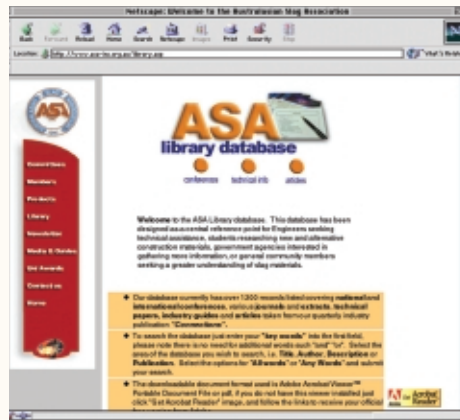 Netscape: Welcome to the Australasian Slag Association
Back Forward Reload Home Search Netscape Images Print Security Stop
Location:
What's Related
ASA
ASA
library database
conferences technical info articles
Committees
Members
Products
Library
Newsletter
Media & Guides
Contact us
Home
Welcome to the ASA Library database. This database has been
designed as a central reference point for Engineers seeking
technical assistance, students researching new and alternative
construction materials, government agencies interested in
gathering more information, or general community members
seeking a greater understanding of slag materials.
Our database currently has over 1300 records listed covering national and
international conferences, various journals and extracts, technical
papers, industry guides and articles taken from our quarterly industry
publication "Connections".
To search the database just enter your "key words" into the first field,
please note there is no need for additional words such "and" "to". Select the
area of the database you wish to search, i.e. Title, Author, Description or
Publication. Select the options for "All words" or "Any Words" and submit
your search.
The downloadable document format used is Adobe Acrobat Viewer™
Portable Document File or pdf, if you do not have this viewer installed just
click "Get Acrobat Reader" image, and follow the links to receive your official
Get Acrobat Reader